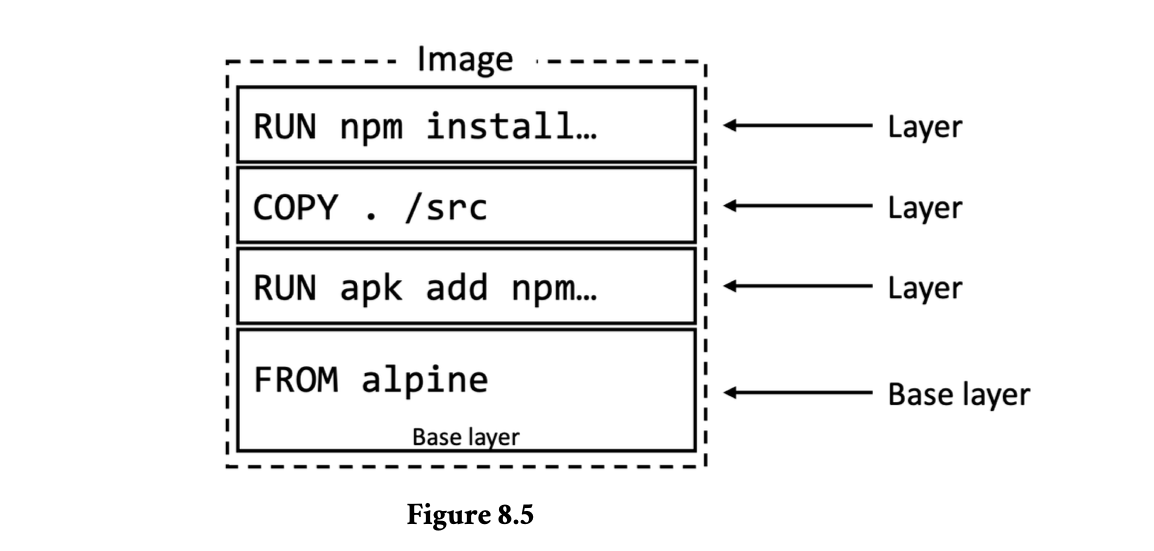 Image
RUN npm install…
Layer
COPY . /src
Layer
RUN apk add npm…
Layer
FROM alpine
Base layer
Base layer
Figure 8.5